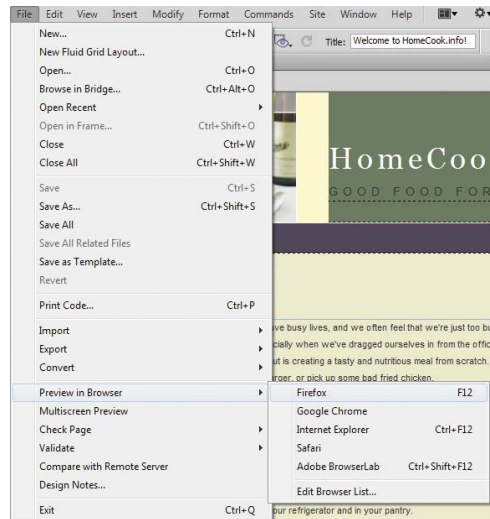 File Edit View Insert Modify Format Commands Site Window Help
Title: Welcome to HomeCook.info!
New... Ctrl+N
New Fluid Grid Layout...
Open... Ctrl+O
Browse in Bridge... Ctrl+Alt+O
Open Recent
Open in Frame... Ctrl+Shift+O
Close Ctrl+W
Close All Ctrl+Shift+W
Save Ctrl+S
Save As... Ctrl+Shift+S
Save All
Save All Related Files
Save as Template...
Revert
Print Code... Ctrl+P
Import
Export
Convert
Preview in Browser
Multiscreen Preview
Check Page
Validate
Compare with Remote Server
Design Notes...
Exit Ctrl+Q
HomeCoo
GOOD FOOD FOR
ve busy lives, and we often feel that we're just too bu
cially when we've dragged ourselves in from the offic
ut is creating a tasty and nutritious meal from scratch.
rger, or pick up some bad fried chicken.
Firefox F12
Google Chrome
Internet Explorer Ctrl+F12
Safari
Adobe BrowserLab Ctrl+Shift+F12
Edit Browser List...
our refrigerator and in your pantry.